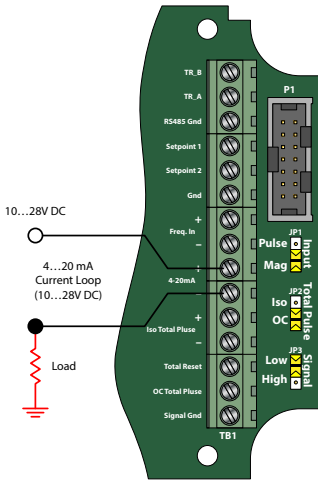 TR_B
TR_A
RS485 Gnd
Setpoint 1
Setpoint 2
Gnd
+
Freq. In
–
+
4-20mA
–
+
Iso Total Pluse
–
Total Reset
OC Total Pluse
Signal Gnd
TB1
P1
JP1
Pulse
Mag
Input
JP2
Iso
OC
Total Pulse
JP3
Low
High
Signal
10…28V DC
4…20 mA
Current Loop
(10…28V DC)
Load